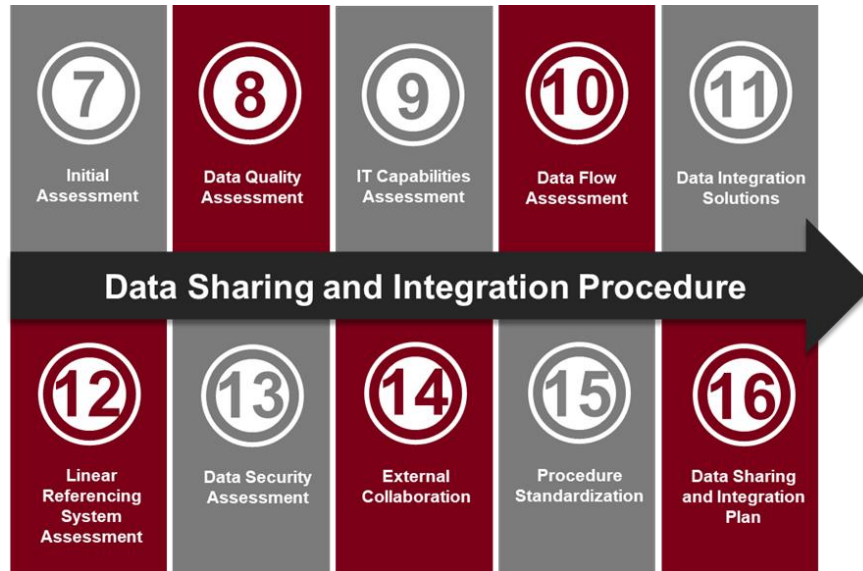 7
Initial
Assessment
8
Data Quality
Assessment
9
IT Capabilities
Assessment
10
Data Flow
Assessment
11
Data Integration
Solutions
Data Sharing and Integration Procedure
12
Linear
Referencing
System
Assessment
13
Data Security
Assessment
14
External
Collaboration
15
Procedure
Standardization
16
Data Sharing
and Integration
Plan